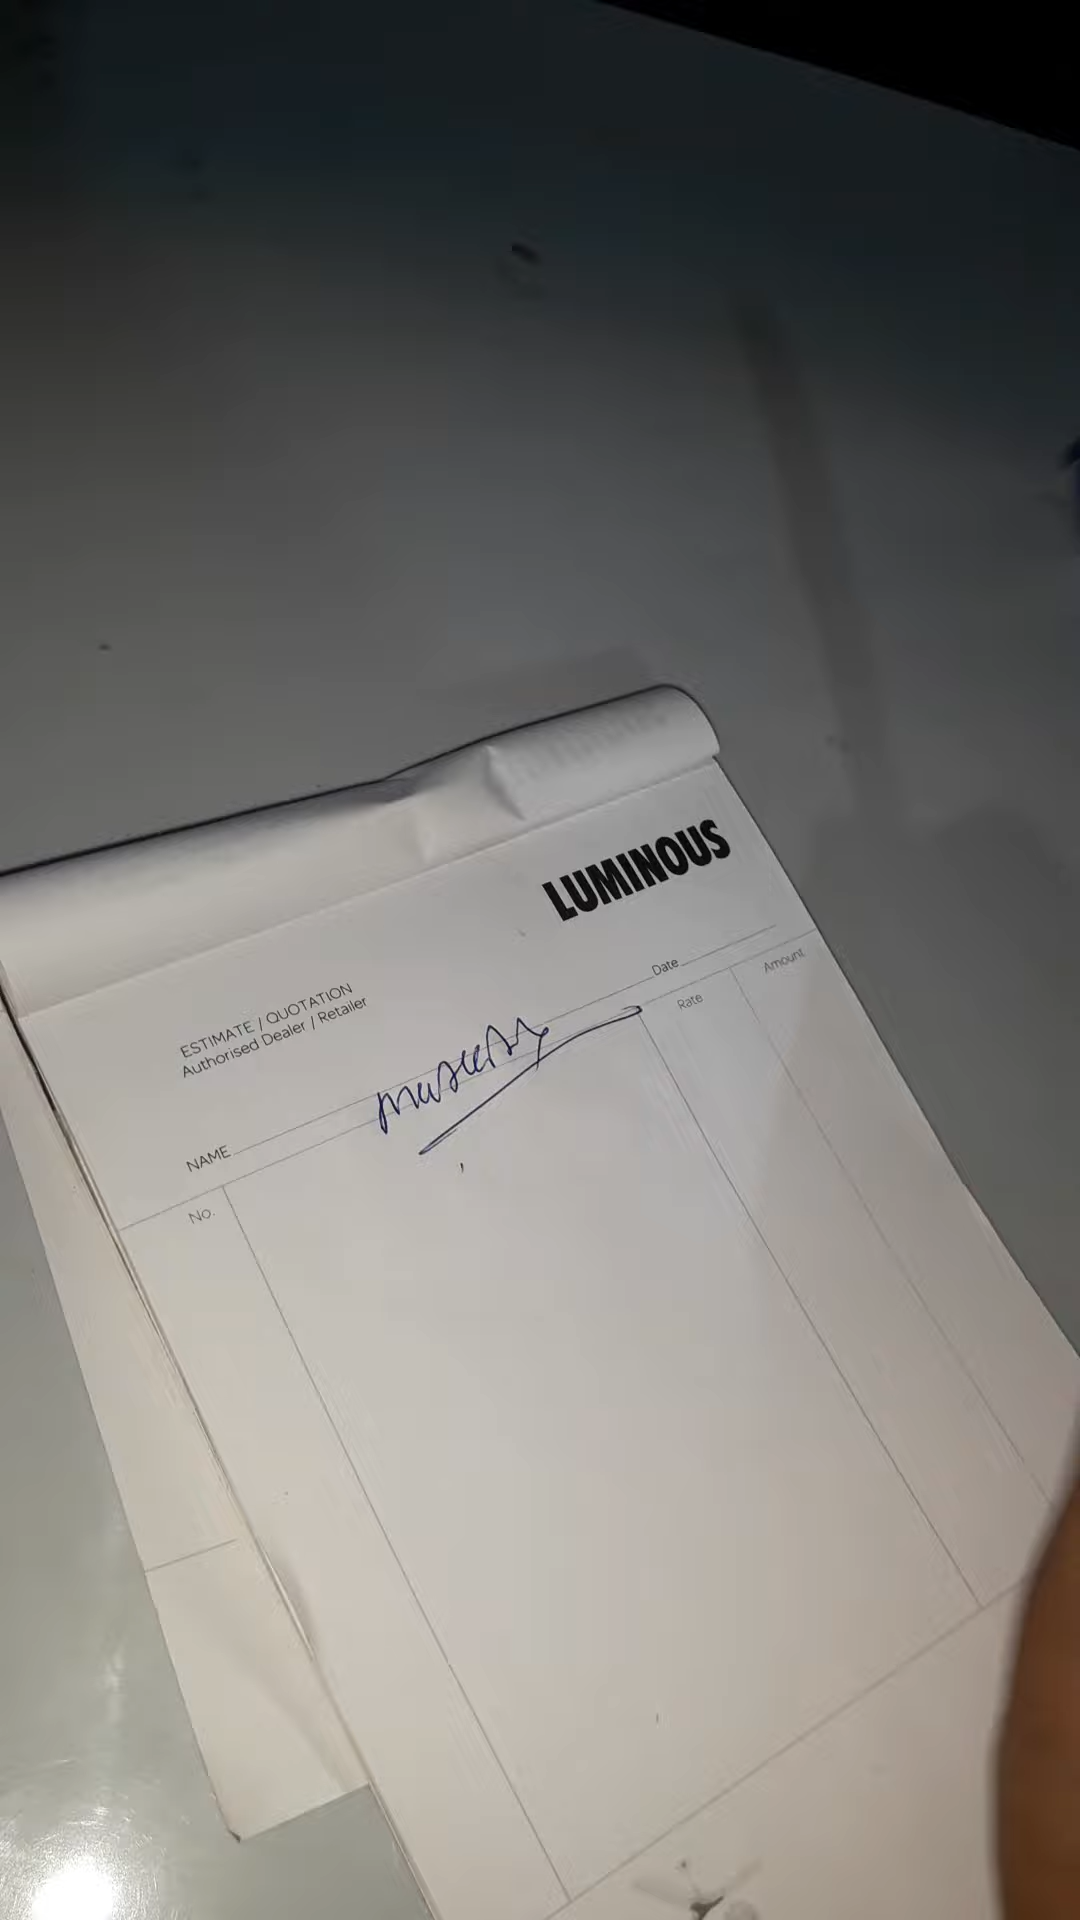 LUMINOUS
ESTIMATE / QUOTATION
Authorised Dealer / Retailer
Date
NAME
No.
Rate
Amount